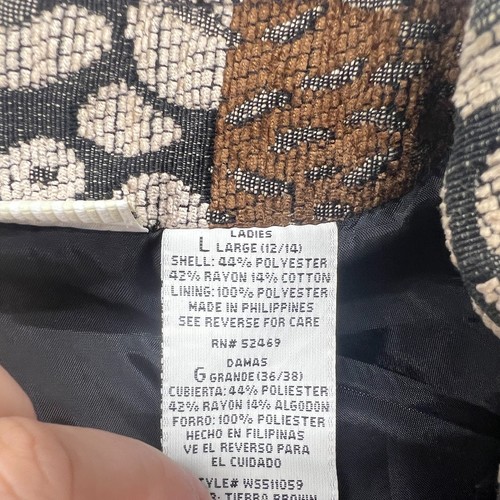 LADIES
L LARGE (12/14)
SHELL: 44% POLYESTER
42% RAYON 14% COTTON
LINING: 100% POLYESTER
MADE IN PHILIPPINES
SEE REVERSE FOR CARE
RN# 52469
DAMAS
G GRANDE (36/38)
CUBIERTA: 44% POLIESTER
42% RAYON 14% ALGODON
FORRO: 100% POLIESTER
HECHO EN FILIPINAS
VE EL REVERSO PARA
EL CUIDADO
STYLE# WS511059
TIERRO BROWN